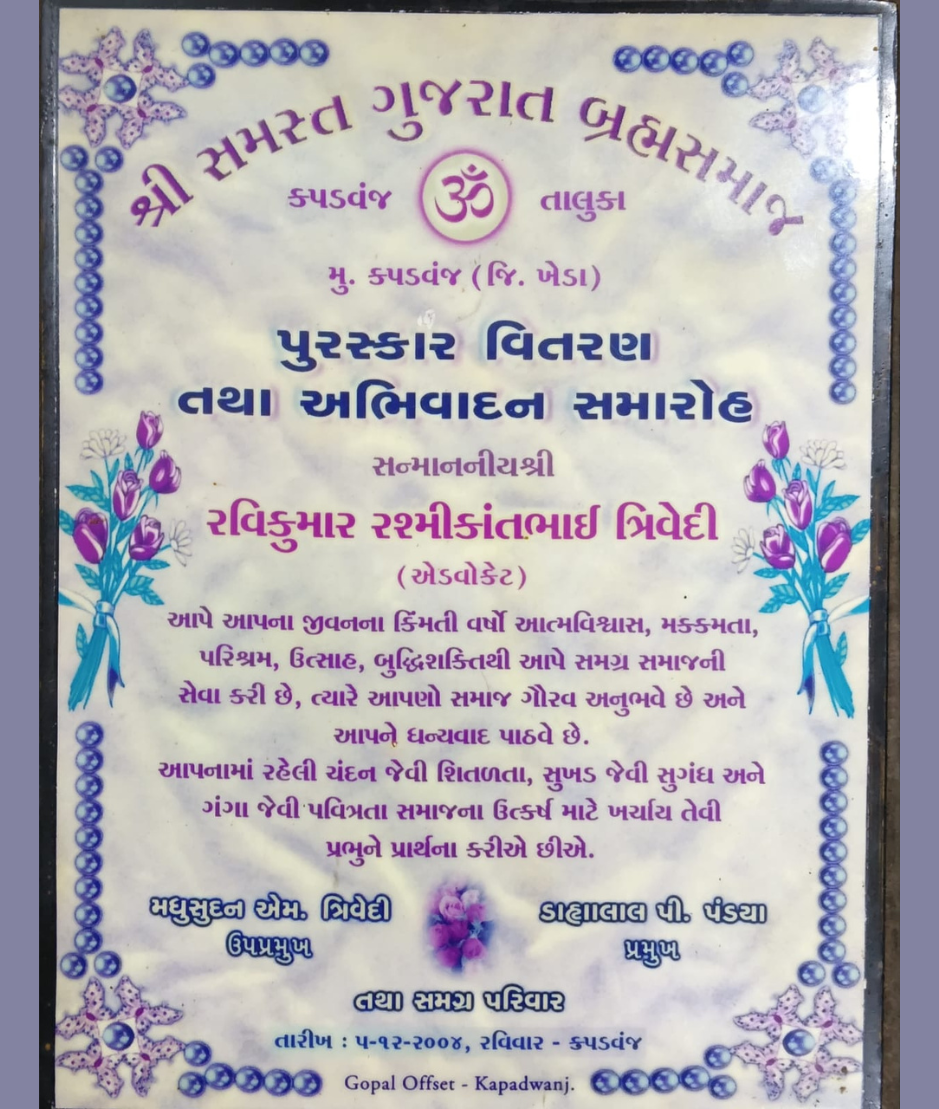 શ્રી સમસ્ત ગુજરાત બ્રહ્મસમાજ
કપડવંજ ૐ તાલુકા
મુ. કપડવંજ (જિ. ખેડા)
પુરસ્કાર વિતરણ
તથા અભિવાદન સમારોહ
સન્માનનીયશ્રી
રવિકુમાર રશ્મીકાંતભાઈ ત્રિવેદી
(એડવોકેટ)
આપે આપના જીવનના કિંમતી વર્ષો આત્મવિશ્વાસ, મક્કમતા,
પરિશ્રમ, ઉત્સાહ, બુદ્ધિશક્તિથી આપે સમગ્ર સમાજની
સેવા કરી છે, ત્યારે આપણો સમાજ ગૌરવ અનુભવે છે અને
આપને ધન્યવાદ પાઠવે છે.
આપનામાં રહેલી ચંદન જેવી શિતળતા, સુખડ જેવી સુગંધ અને
ગંગા જેવી પવિત્રતા સમાજના ઉત્કર્ષ માટે ખર્ચાય તેવી
પ્રભુને પ્રાર્થના કરીએ છીએ.
મધુસુદન એમ. ત્રિવેદી ડાહ્યાલાલ પી. પંડયા
ઉપપ્રમુખ પ્રમુખ
તથા સમગ્ર પરિવાર
તારીખ : ૫-૧૨-૨૦૦૪, રવિવાર - કપડવંજ
Gopal Offset - Kapadwanj.